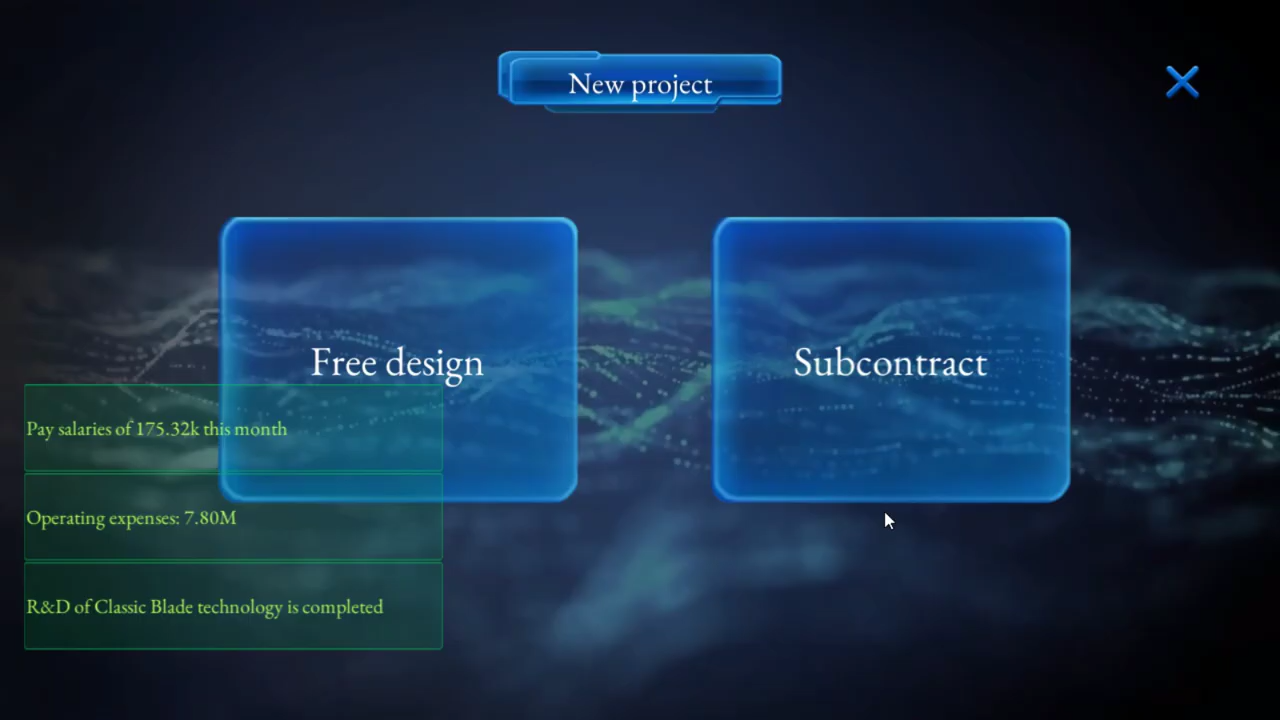 New project
Free design
Subcontract
Pay salaries of 175.32k this month
Operating expenses: 7.80M
R&D of Classic Blade technology is completed